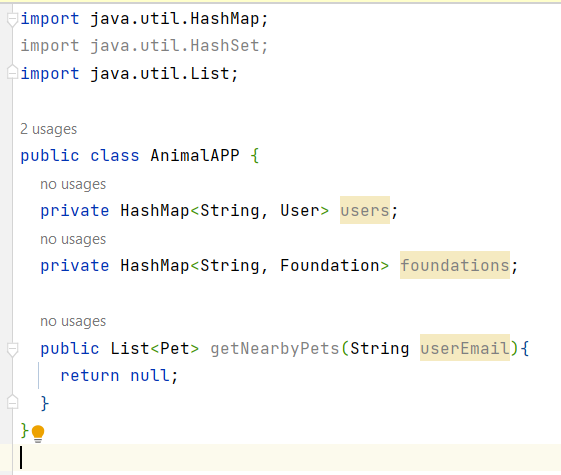 import java.util.HashMap;
import java.util.HashSet;
import java.util.List;
2 usages
public class AnimalAPP {
no usages
private HashMap<String, User> users;
no usages
private HashMap<String, Foundation> foundations;
no usages
public List<Pet> getNearbyPets(String userEmail){
return null;
}
}